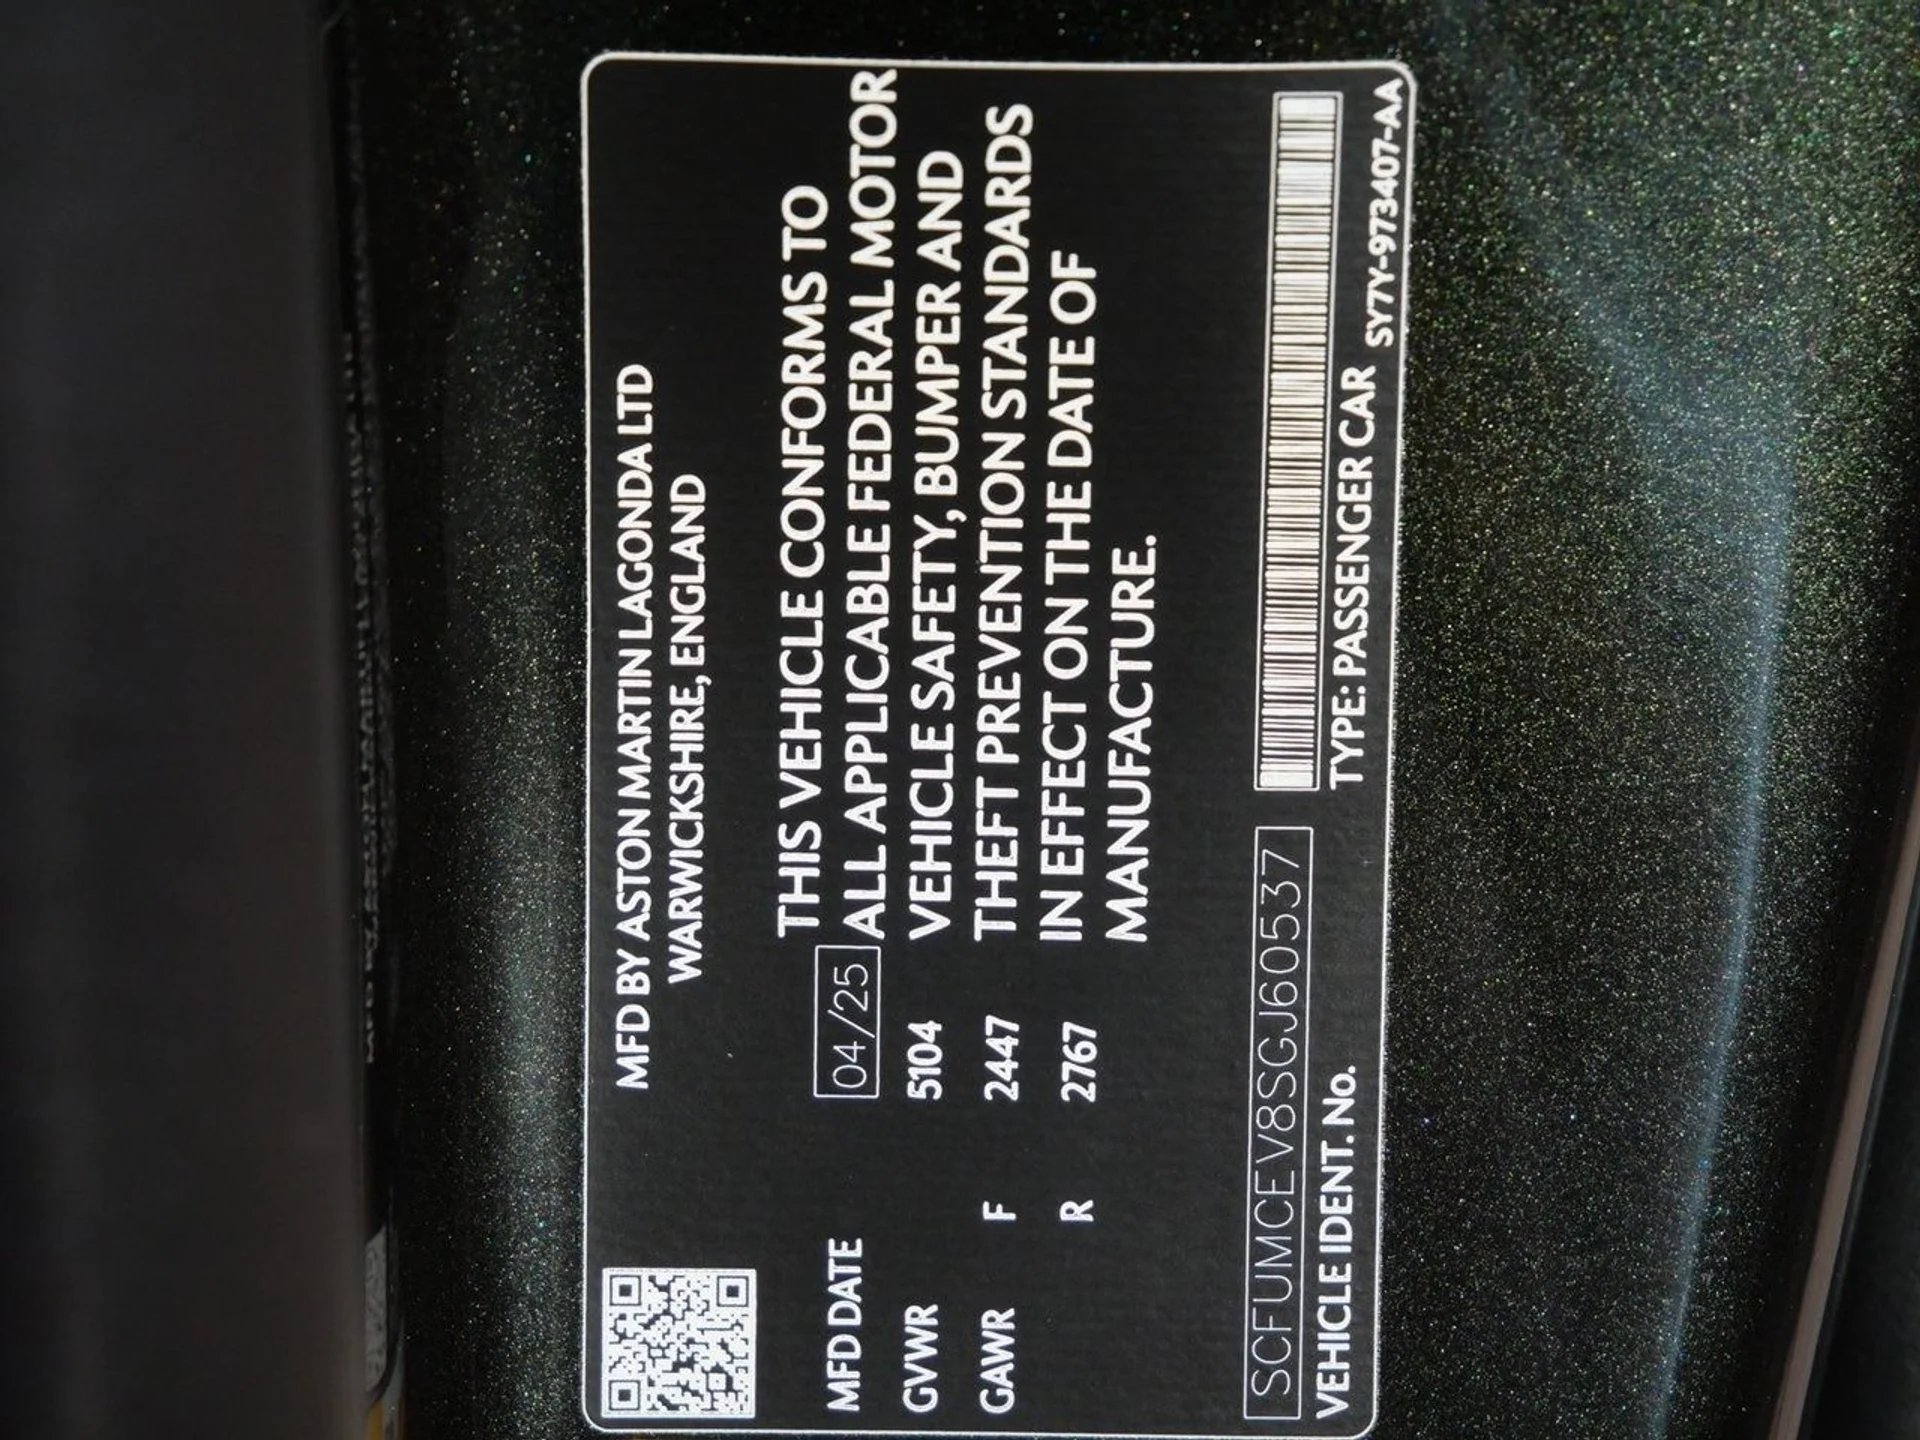 MFD BY ASTON MARTIN LAGONDA LTD
WARWICKSHIRE, ENGLAND
THIS VEHICLE CONFORMS TO
MFD DATE 04/25 ALL APPLICABLE FEDERAL MOTOR
GVWR 5104 VEHICLE SAFETY, BUMPER AND
GAWR F 2447 THEFT PREVENTION STANDARDS
R 2767 IN EFFECT ON THE DATE OF
MANUFACTURE.
SCFUMCEV8SGJ60537
VEHICLE IDENT. No. TYPE: PASSENGER CAR SY7Y-973407-AA